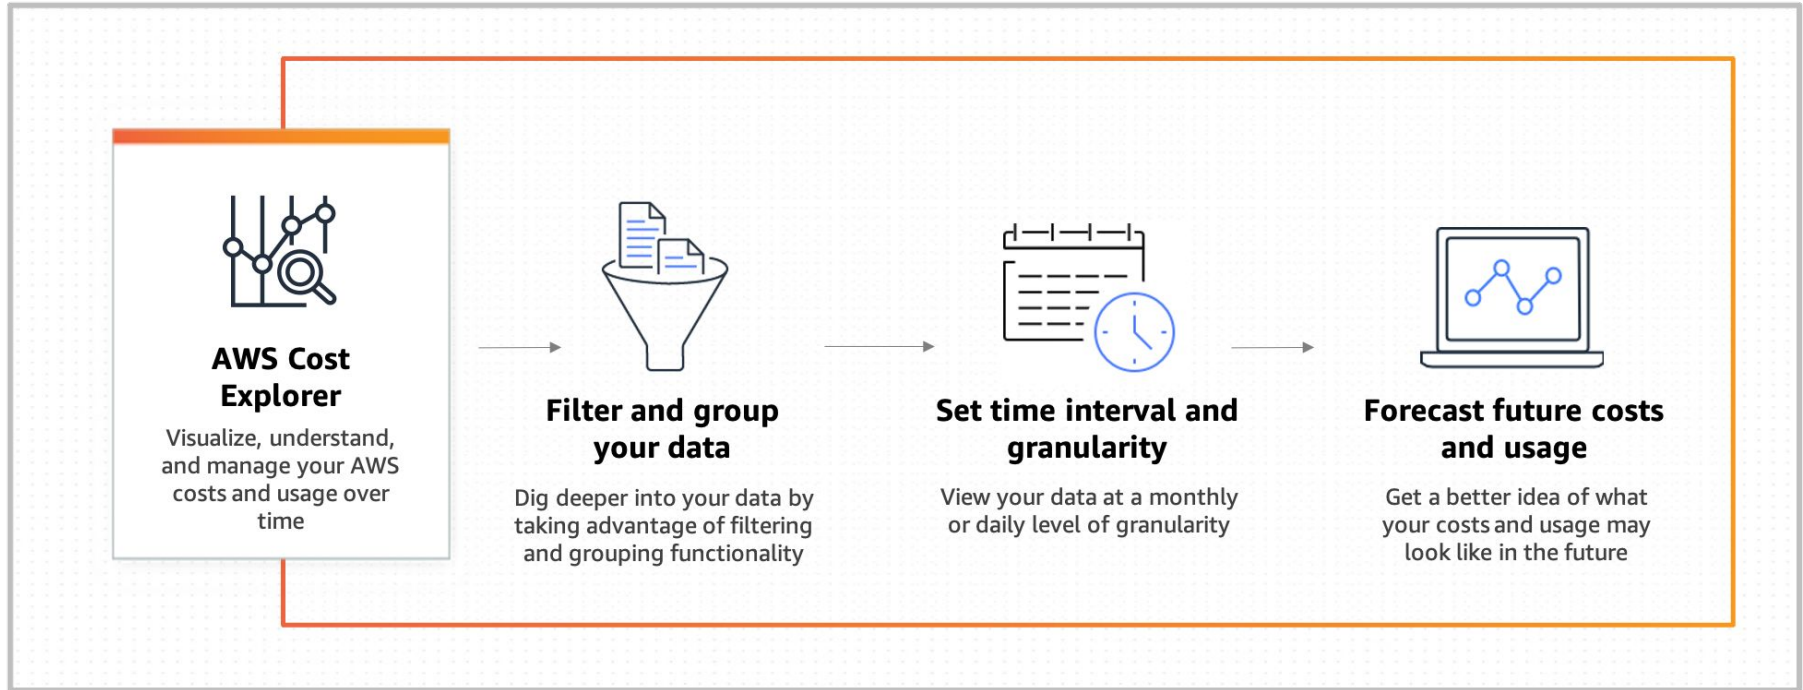 AWS Cost
Explorer
Visualize, understand,
and manage your AWS
costs and usage over
time
Filter and group
your data
Dig deeper into your data by
taking advantage of filtering
and grouping functionality
Set time interval and
granularity
View your data at a monthly
or daily level of granularity
Forecast future costs
and usage
Get a better idea of what
your costs and usage may
look like in the future